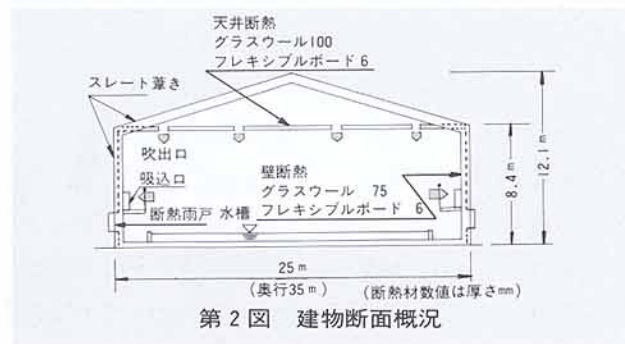 天井断熱
グラスウール100
フレキシブルボード 6
スレート葺き
吹出口
吸込口
壁断熱
グラスウール 75
フレキシブルボード 6
断熱雨戸 水槽
8.4m
12.1m
25m
(奥行35m) (断熱材数値は厚さmm)
第2図 建物断面概況